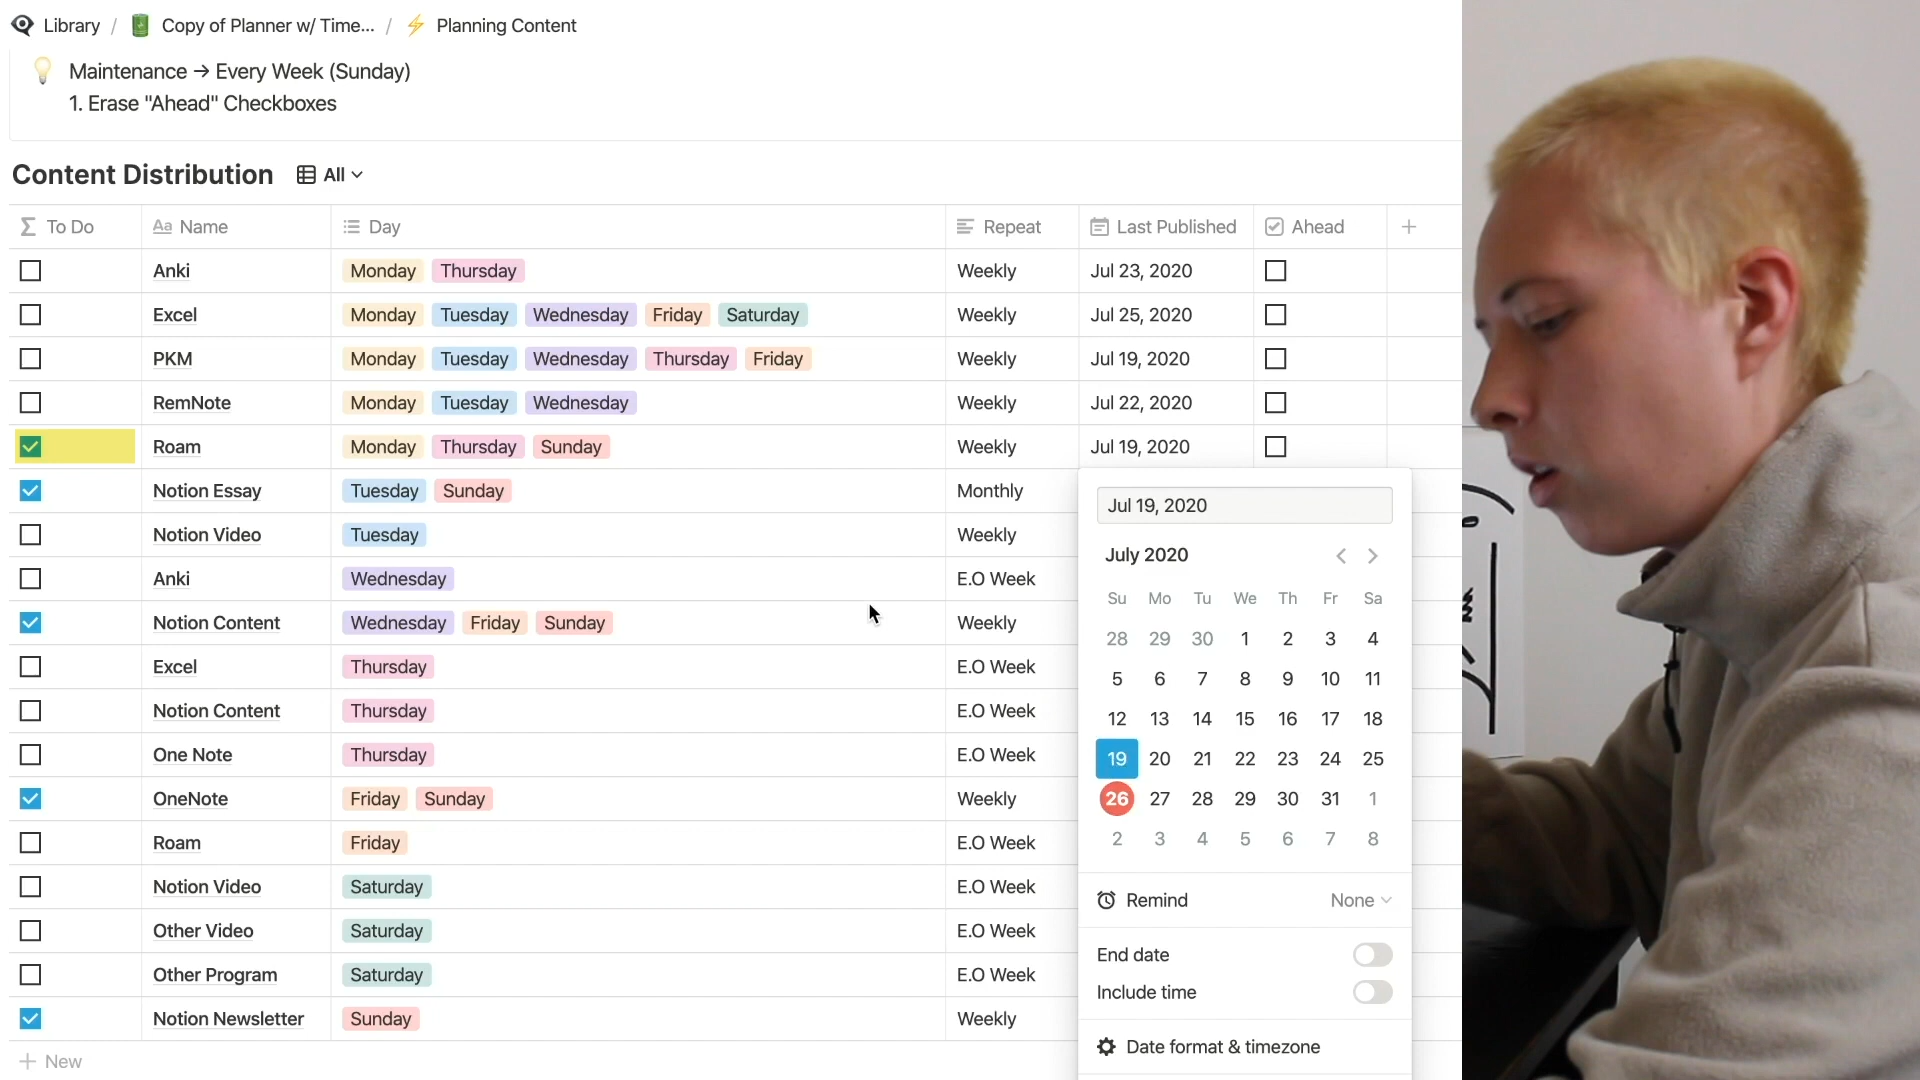 Library / Copy of Planner w/ Time... / Planning Content
Maintenance → Every Week (Sunday)
1. Erase "Ahead" Checkboxes
Content Distribution All
To Do Name Day Repeat Last Published Ahead
Anki Monday Thursday Weekly Jul 23, 2020
Excel Monday Tuesday Wednesday Friday Saturday Weekly Jul 25, 2020
PKM Monday Tuesday Wednesday Thursday Friday Weekly Jul 19, 2020
RemNote Monday Tuesday Wednesday Weekly Jul 22, 2020
Roam Monday Thursday Sunday Weekly Jul 19, 2020
Notion Essay Tuesday Sunday Monthly
Notion Video Tuesday Weekly
Anki Wednesday E.O Week
Notion Content Wednesday Friday Sunday Weekly
Excel Thursday E.O Week
Notion Content Thursday E.O Week
One Note Thursday E.O Week
OneNote Friday Sunday Weekly
Roam Friday E.O Week
Notion Video Saturday E.O Week
Other Video Saturday E.O Week
Other Program Saturday E.O Week
Notion Newsletter Sunday Weekly
New
Jul 19, 2020
July 2020
Su Mo Tu We Th Fr Sa
28 29 30 1 2 3 4
5 6 7 8 9 10 11
12 13 14 15 16 17 18
19 20 21 22 23 24 25
26 27 28 29 30 31 1
2 3 4 5 6 7 8
Remind None
End date
Include time
Date format & timezone